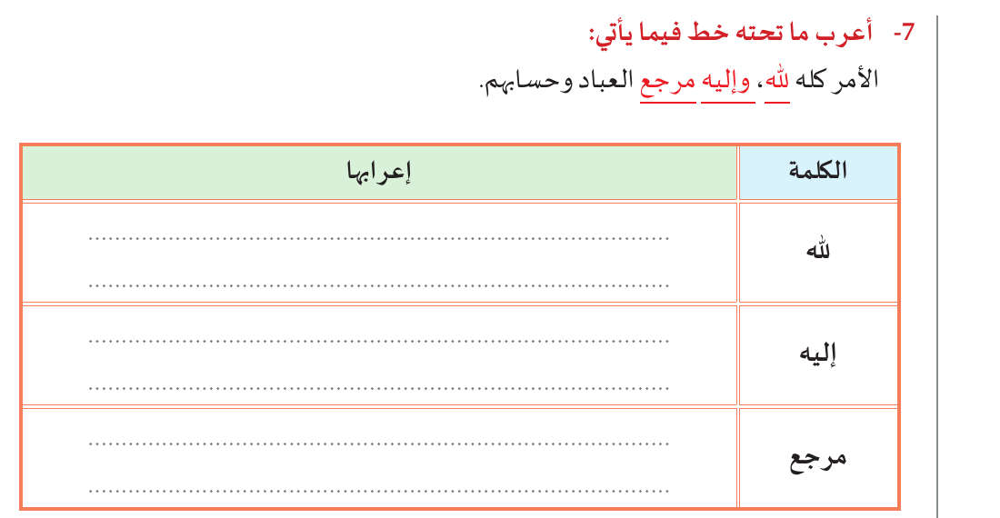 7- أعرب ما تحته خط فيما يأتي:
الأمر كله لله، وإليه مرجع العباد وحسابهم.
الكلمة إعرابها
لله ........................................................................
........................................................................
إليه ........................................................................
........................................................................
مرجع ........................................................................
........................................................................